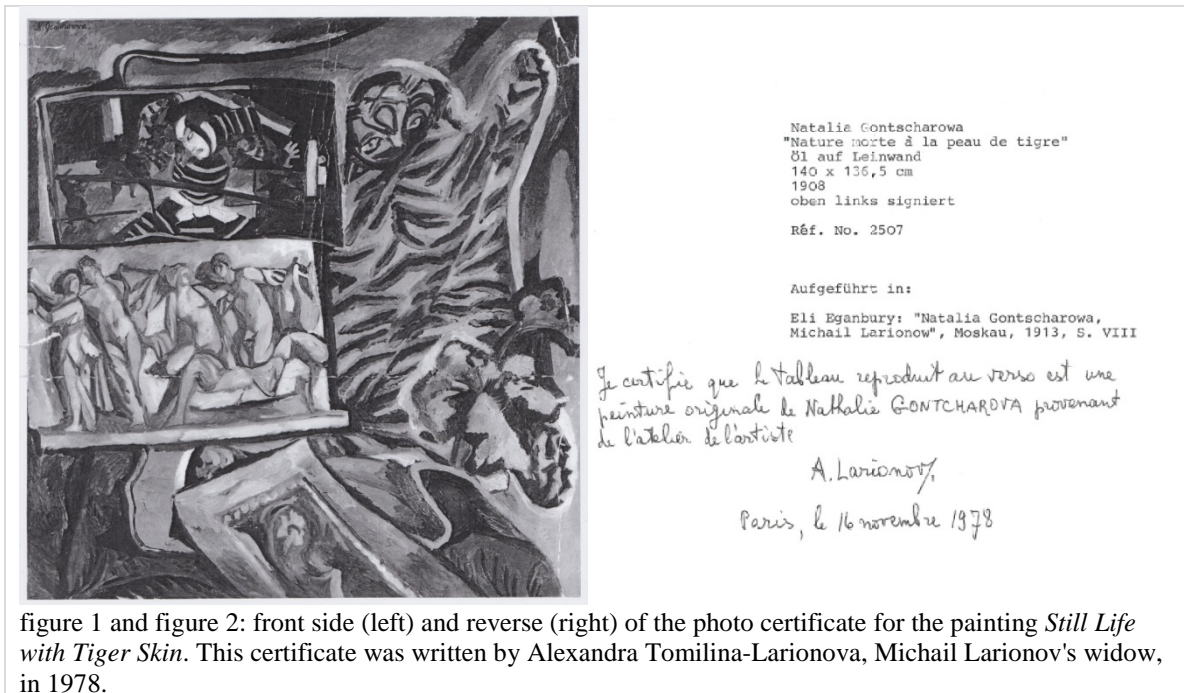 N. Gontcharova.
Natalia Gontscharowa
"Nature morte à la peau de tigre"
öl auf Leinwand
140 x 136,5 cm
1908
oben links signiert
Réf. No. 2507
Aufgeführt in:
Eli Eganbury: "Natalia Gontscharowa,
Michail Larionow", Moskau, 1913, S. VIII
Je certifie que le tableau reproduit au verso est une
peinture originale de Nathalie GONTCHAROVA provenant
de l'atelier de l'artiste
A. Larionov.
Paris, le 16 novembre 1978
figure 1 and figure 2: front side (left) and reverse (right) of the photo certificate for the painting Still Life
with Tiger Skin. This certificate was written by Alexandra Tomilina-Larionova, Michail Larionov's widow,
in 1978.